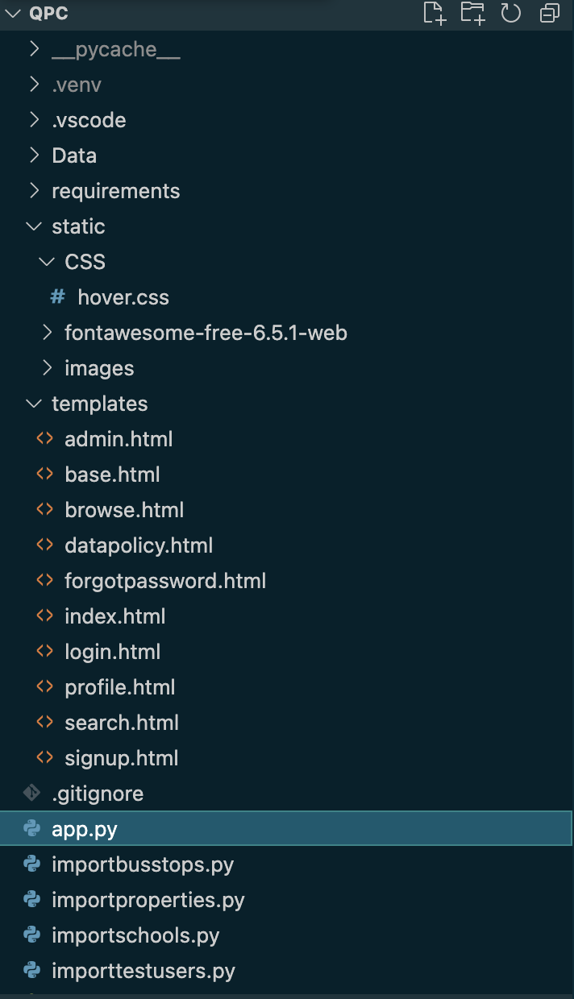 QPC
__pycache__
.venv
.vscode
Data
requirements
static
CSS
# hover.css
fontawesome-free-6.5.1-web
images
templates
<> admin.html
<> base.html
<> browse.html
<> datapolicy.html
<> forgotpassword.html
<> index.html
<> login.html
<> profile.html
<> search.html
<> signup.html
.gitignore
app.py
importbusstops.py
importproperties.py
importschools.py
importtestusers.py